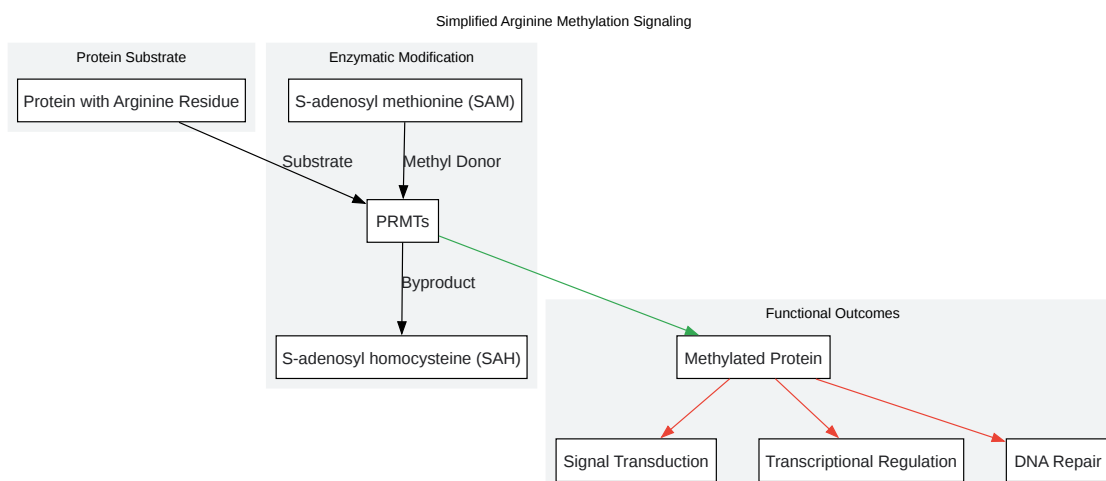 Simplified Arginine Methylation Signaling
Protein Substrate
Enzymatic Modification
Protein with Arginine Residue
S-adenosyl methionine (SAM)
Substrate
Methyl Donor
PRMTs
Byproduct
Functional Outcomes
S-adenosyl homocysteine (SAH)
Methylated Protein
Signal Transduction
Transcriptional Regulation
DNA Repair